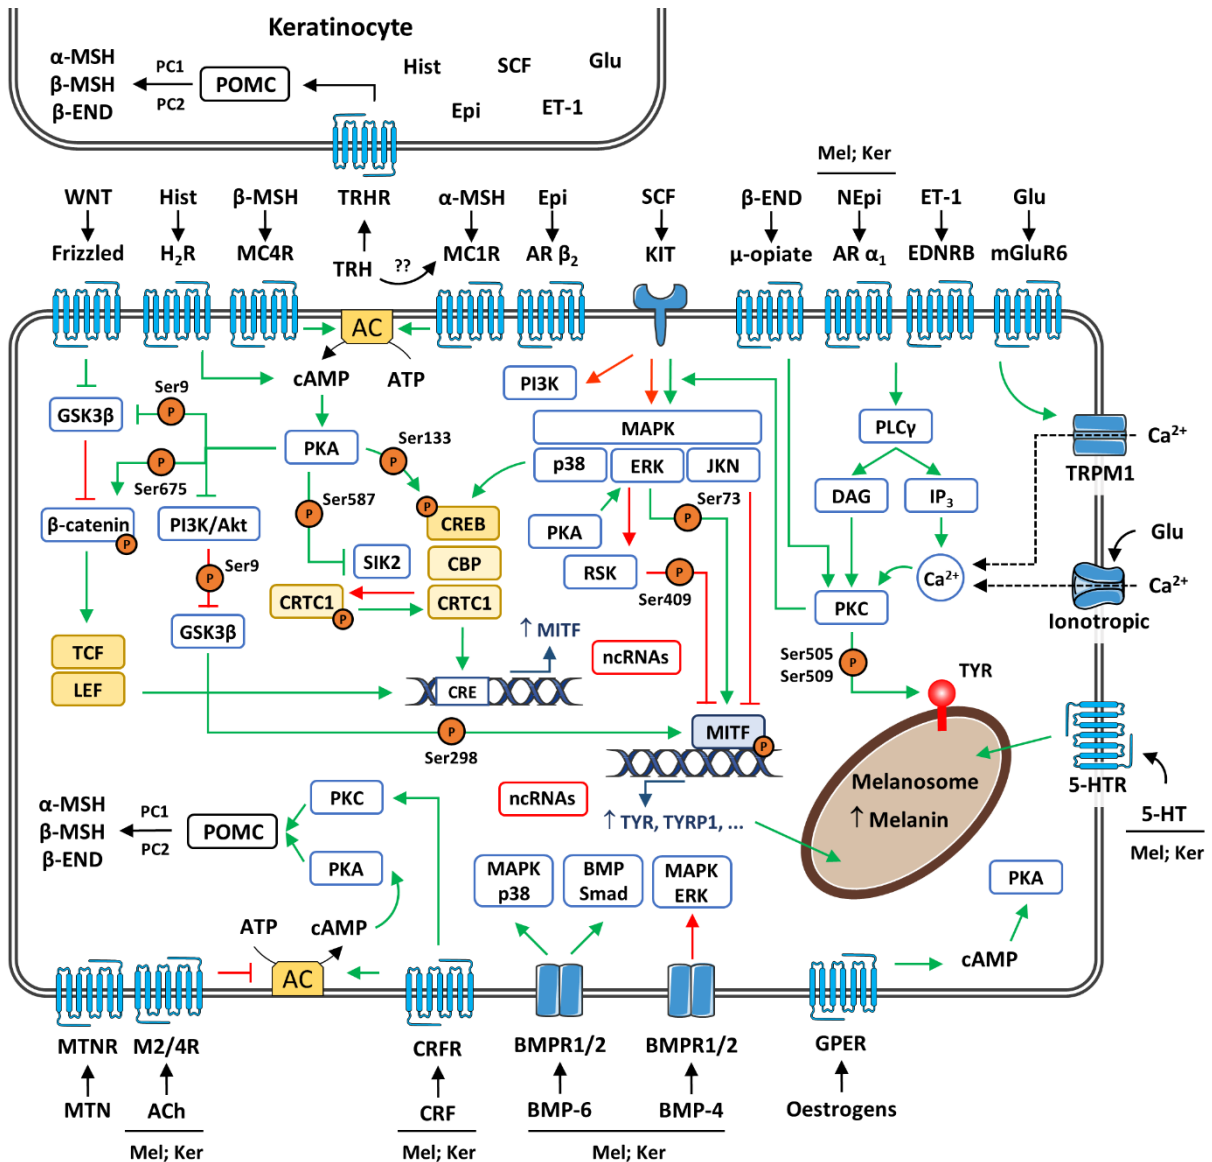 Keratinocyte
α-MSH
β-MSH
β-END
PC1
PC2
POMC
Hist
SCF
Glu
Epi
ET-1
Mel; Ker
WNT
Hist
β-MSH
TRHR
α-MSH
Epi
SCF
β-END
NEpi
ET-1
Glu
Frizzled
H2R
MC4R
TRH
??
MC1R
AR β2
KIT
µ-opiate
AR α1
EDNRB
mGluR6
AC
cAMP
ATP
Ser9
P
GSK3β
PKA
Ser133
P
PI3K
MAPK
p38
ERK
JKN
PLCγ
Ca2+
TRPM1
P
Ser675
Ser587
P
P
CREB
Ser73
P
DAG
IP3
β-catenin
P
PI3K/Akt
SIK2
CBP
PKA
Glu
P
Ser9
RSK
P
Ser409
Ca2+
Ca2+
CRTC1
P
CRTC1
PKC
Ionotropic
GSK3β
↑ MITF
ncRNAs
Ser505
Ser509
P
TCF
LEF
CRE
TYR
P
Ser298
MITF
P
5-HTR
Melanosome
↑ Melanin
ncRNAs
↑ TYR, TYRP1, ...
5-HT
Mel; Ker
α-MSH
β-MSH
β-END
PC1
PC2
POMC
PKC
PKA
MAPK
p38
BMP
Smad
MAPK
ERK
PKA
ATP
cAMP
AC
cAMP
MTNR
M2/4R
CRFR
BMPR1/2
BMPR1/2
GPER
MTN
ACh
CRF
BMP-6
BMP-4
Oestrogens
Mel; Ker
Mel; Ker
Mel; Ker